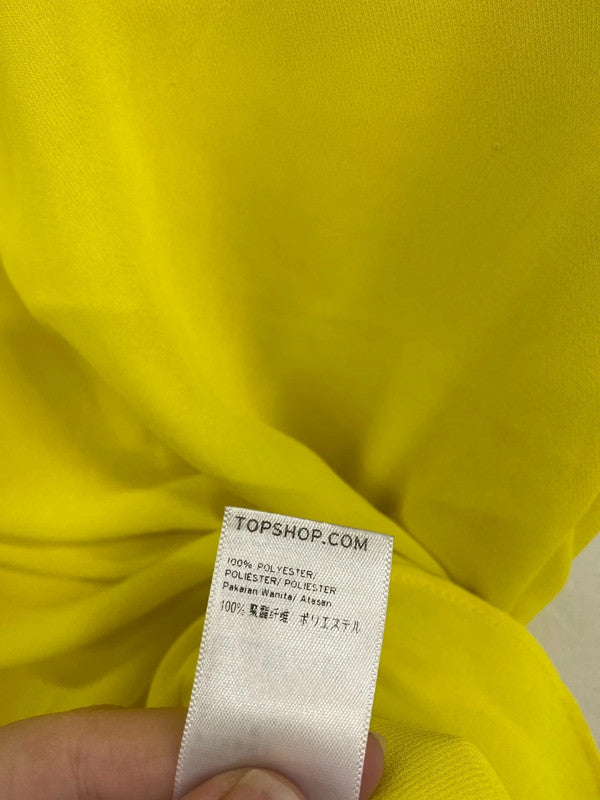 TOPSHOP.COM
100% POLYESTER/
POLIESTER/ POLIESTER
Pakaian Wanita/ Atasan
100% 聚酯纤维 ポリエステル